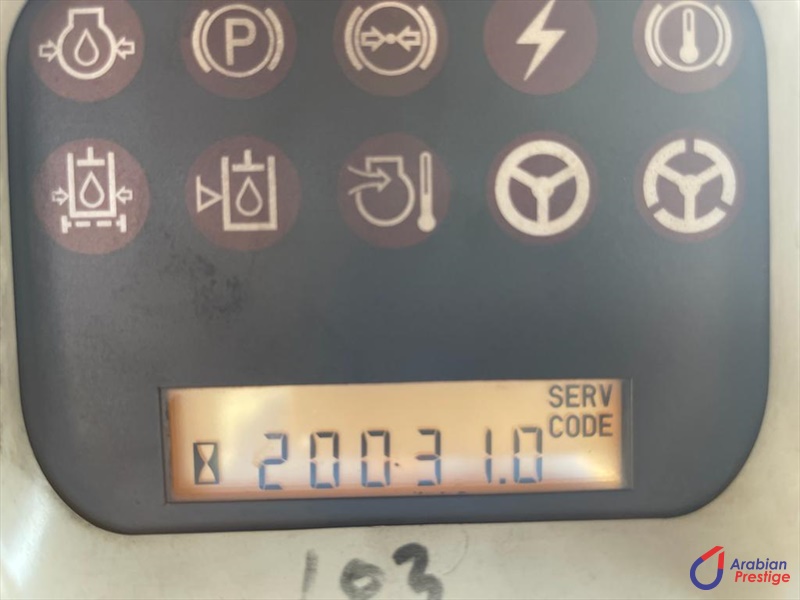 P
SERV
CODE
20031.0
103
Arabian
Prestige